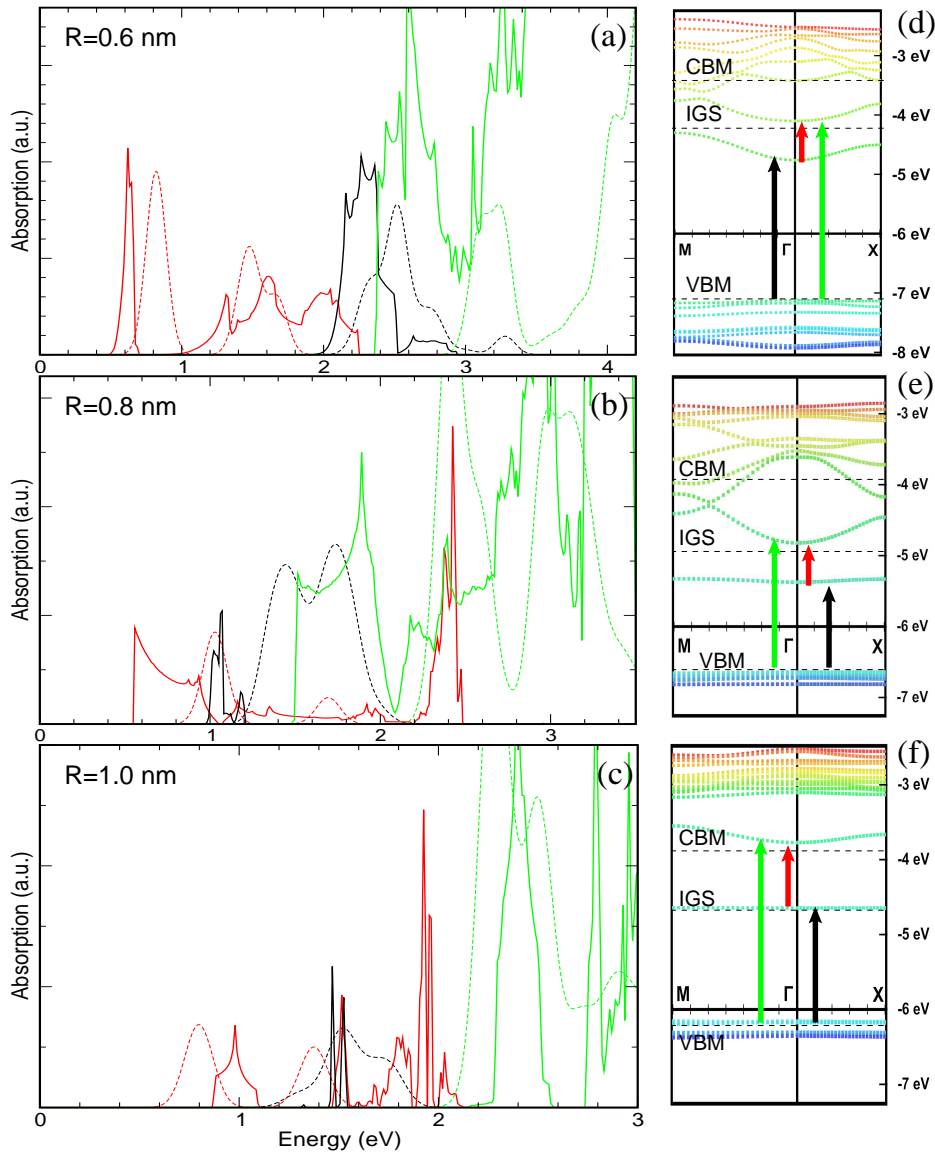 R=0.6 nm
(a)
Absorption (a.u.)
0 1 2 3 4
(d)
CBM
IGS
VBM
M Γ X
-3 eV
-4 eV
-5 eV
-6 eV
-7 eV
-8 eV
R=0.8 nm
(b)
Absorption (a.u.)
0 1 2 3
(e)
CBM
IGS
VBM
M Γ X
-3 eV
-4 eV
-5 eV
-6 eV
-7 eV
R=1.0 nm
(c)
Absorption (a.u.)
0 1 2 3
Energy (eV)
(f)
CBM
IGS
VBM
M Γ X
-3 eV
-4 eV
-5 eV
-6 eV
-7 eV